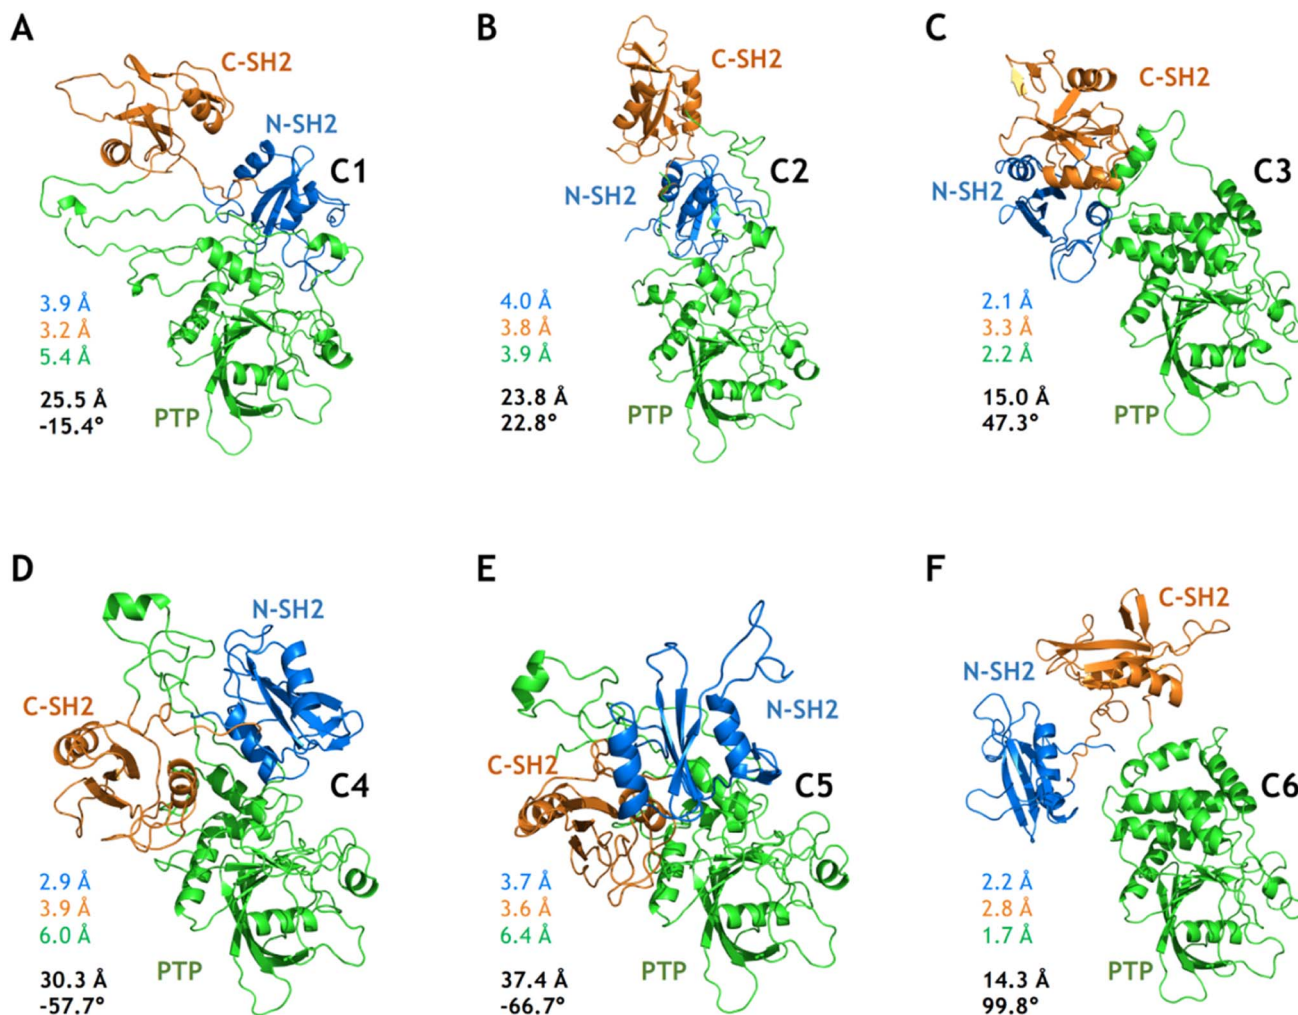 A
C-SH2
N-SH2
C1
3.9 Å
3.2 Å
5.4 Å
25.5 Å
-15.4°
PTP
B
C-SH2
N-SH2
C2
4.0 Å
3.8 Å
3.9 Å
23.8 Å
22.8°
PTP
C
C-SH2
N-SH2
C3
2.1 Å
3.3 Å
2.2 Å
15.0 Å
47.3°
PTP
D
N-SH2
C-SH2
C4
2.9 Å
3.9 Å
6.0 Å
30.3 Å
-57.7°
PTP
E
N-SH2
C-SH2
C5
3.7 Å
3.6 Å
6.4 Å
37.4 Å
-66.7°
PTP
F
C-SH2
N-SH2
C6
2.2 Å
2.8 Å
1.7 Å
14.3 Å
99.8°
PTP